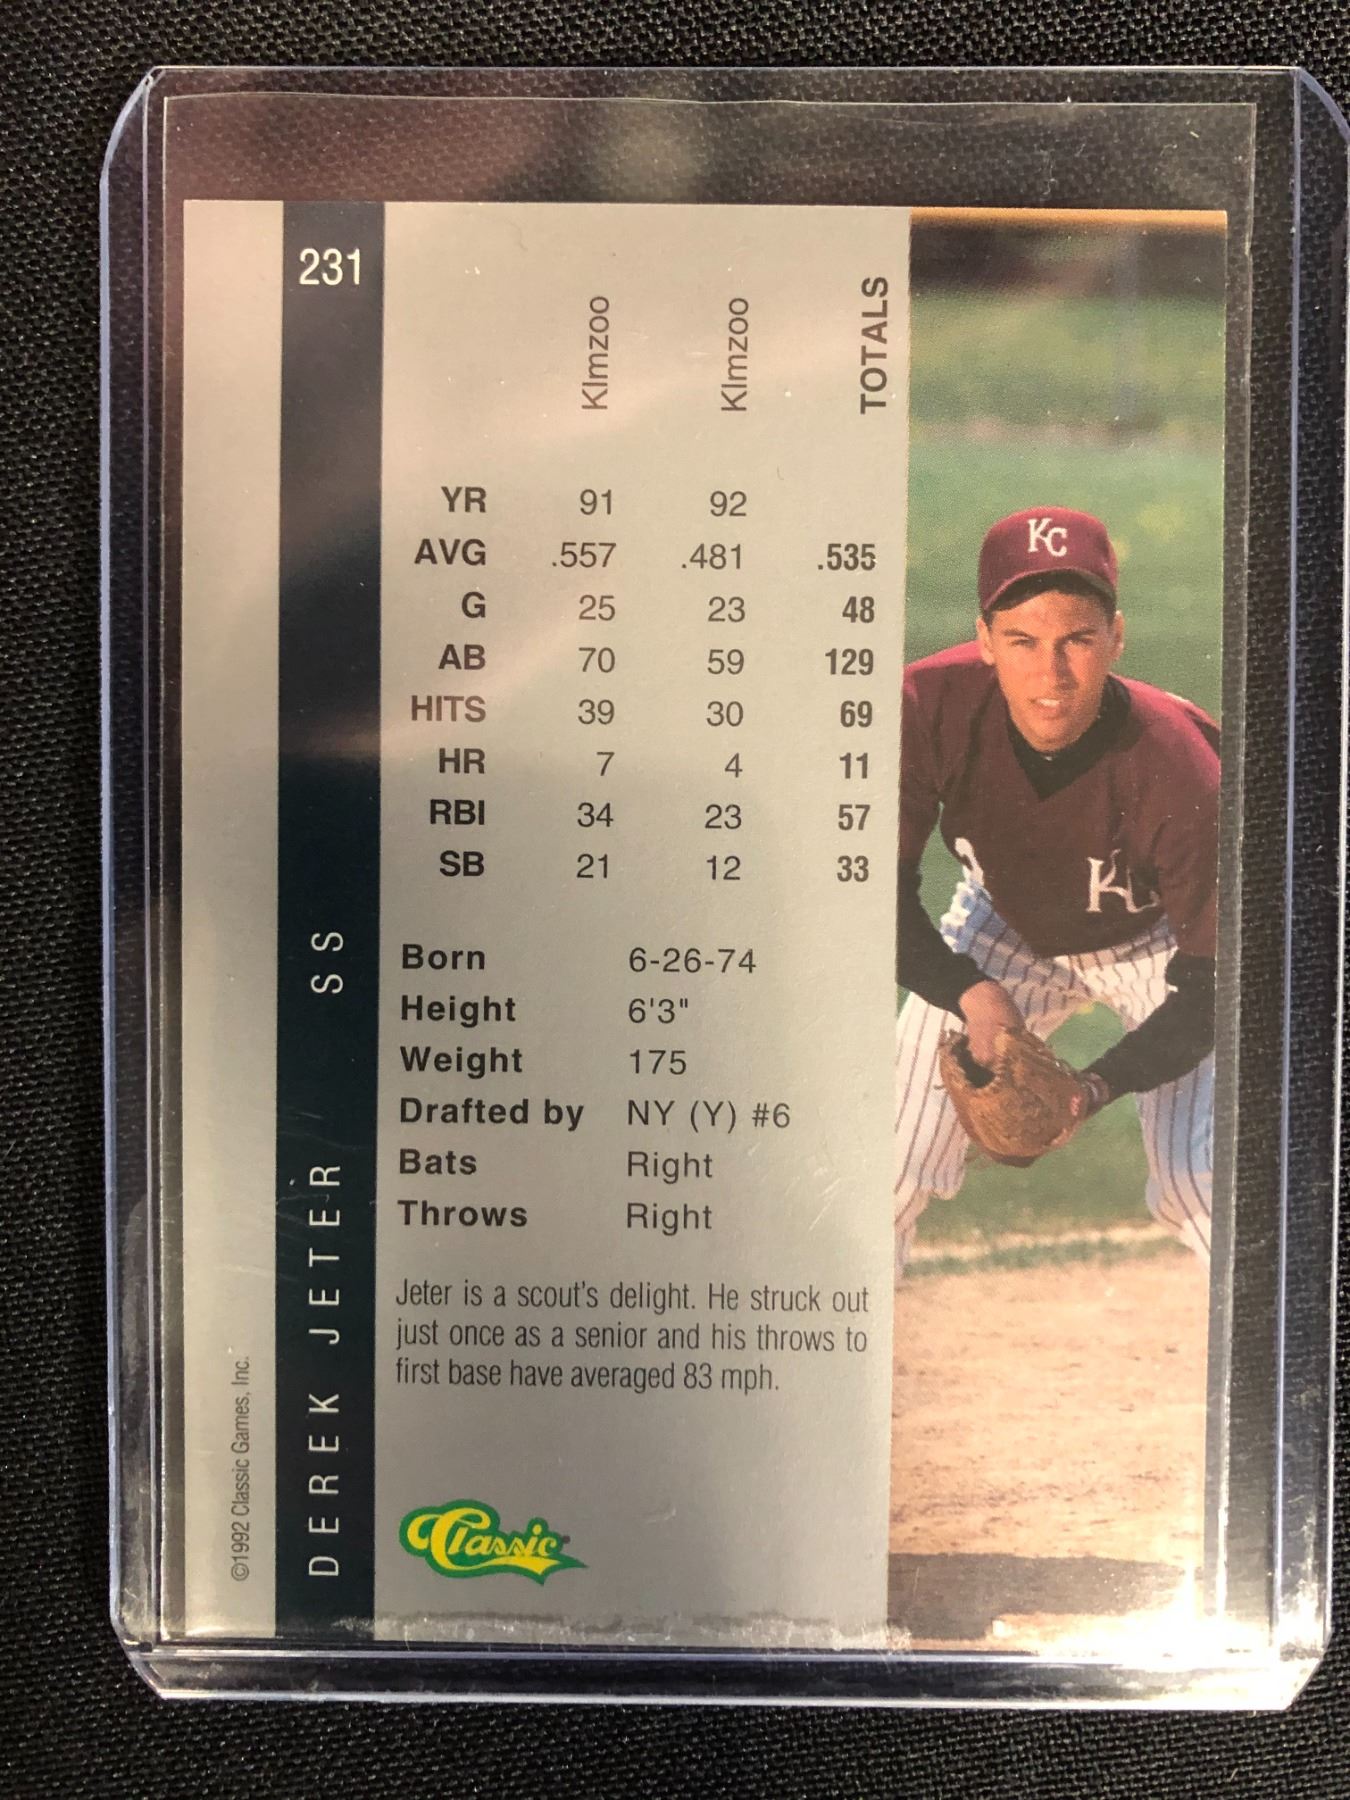 231
Klmzoo Klmzoo TOTALS
YR 91 92
AVG .557 .481 .535
G 25 23 48
AB 70 59 129
HITS 39 30 69
HR 7 4 11
RBI 34 23 57
SB 21 12 33
Born 6-26-74
Height 6'3"
Weight 175
Drafted by NY (Y) #6
Bats Right
Throws Right
Jeter is a scout's delight. He struck out
just once as a senior and his throws to
first base have averaged 83 mph.
Classic
DEREK JETER SS
©1992 Classic Games, Inc.
KC
KC